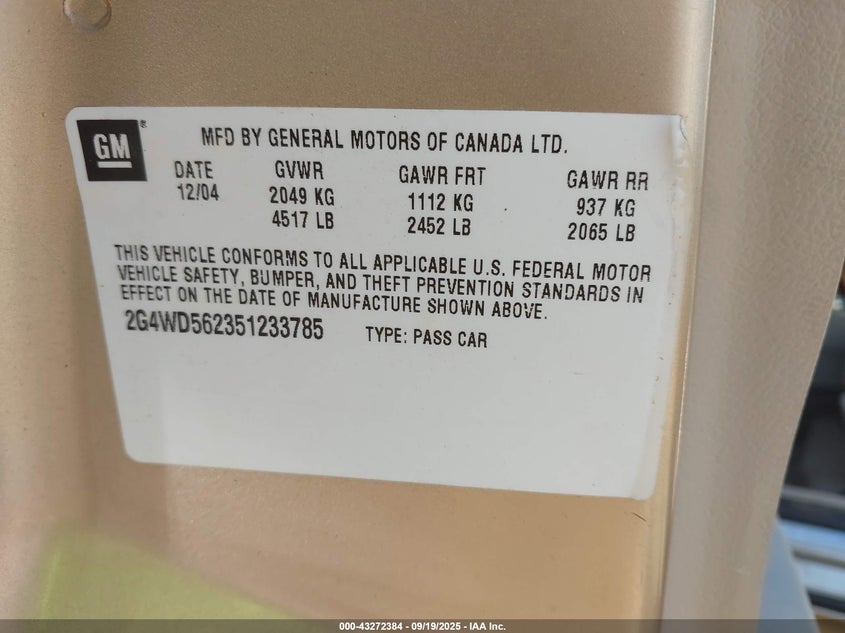 GM ®
MFD BY GENERAL MOTORS OF CANADA LTD.
DATE GVWR GAWR FRT GAWR RR
12/04 2049 KG 1112 KG 937 KG
4517 LB 2452 LB 2065 LB
THIS VEHICLE CONFORMS TO ALL APPLICABLE U.S. FEDERAL MOTOR
VEHICLE SAFETY, BUMPER, AND THEFT PREVENTION STANDARDS IN
EFFECT ON THE DATE OF MANUFACTURE SHOWN ABOVE.
2G4WD562351233785 TYPE: PASS CAR
000-43272384 - 09/19/2025 - IAA Inc.